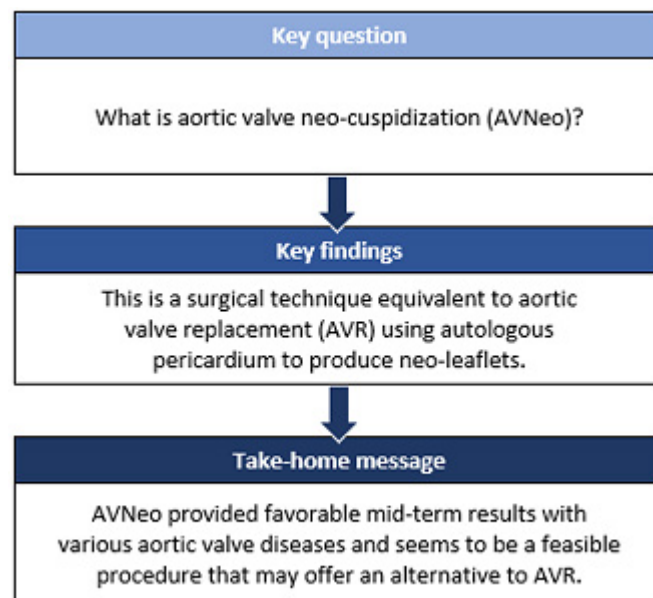 Key question
What is aortic valve neo-cuspidization (AVNeo)?
Key findings
This is a surgical technique equivalent to aortic
valve replacement (AVR) using autologous
pericardium to produce neo-leaflets.
Take-home message
AVNeo provided favorable mid-term results with
various aortic valve diseases and seems to be a feasible
procedure that may offer an alternative to AVR.